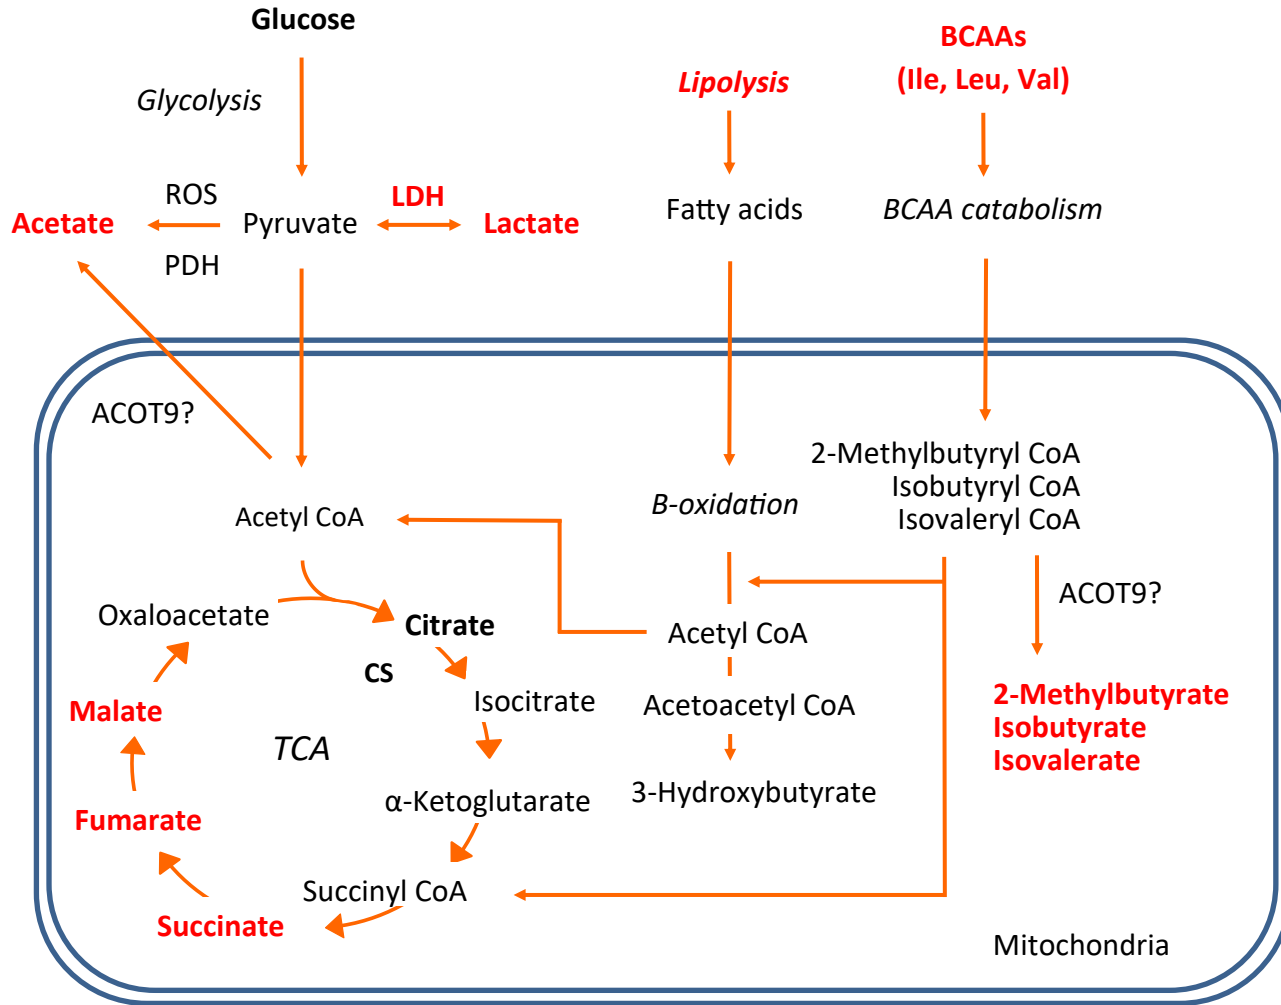 Glucose
BCAAs
(Ile, Leu, Val)
Lipolysis
Glycolysis
ROS
LDH
Acetate
Pyruvate
Lactate
Fatty acids
BCAA catabolism
PDH
ACOT9?
2-Methylbutyryl CoA
Isobutyryl CoA
Isovaleryl CoA
B-oxidation
Acetyl CoA
ACOT9?
Oxaloacetate
Citrate
Acetyl CoA
CS
Isocitrate
Acetoacetyl CoA
2-Methylbutyrate
Isobutyrate
Isovalerate
Malate
TCA
3-Hydroxybutyrate
α-Ketoglutarate
Fumarate
Succinyl CoA
Succinate
Mitochondria